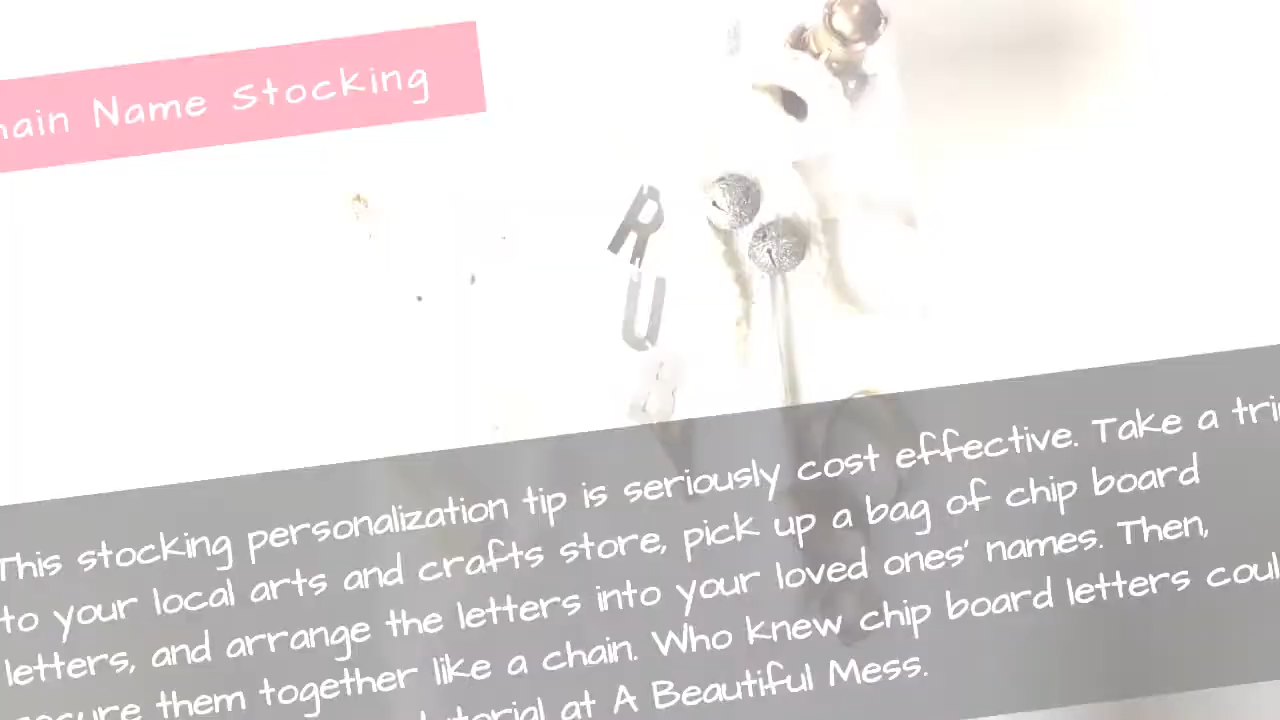 hain Name Stocking
R
U
This stocking personalization tip is seriously cost effective. Take a tri
to your local arts and crafts store, pick up a bag of chip board
letters, and arrange the letters into your loved ones' names. Then,
secure them together like a chain. Who knew chip board letters coul
tutorial at A Beautiful Mess.